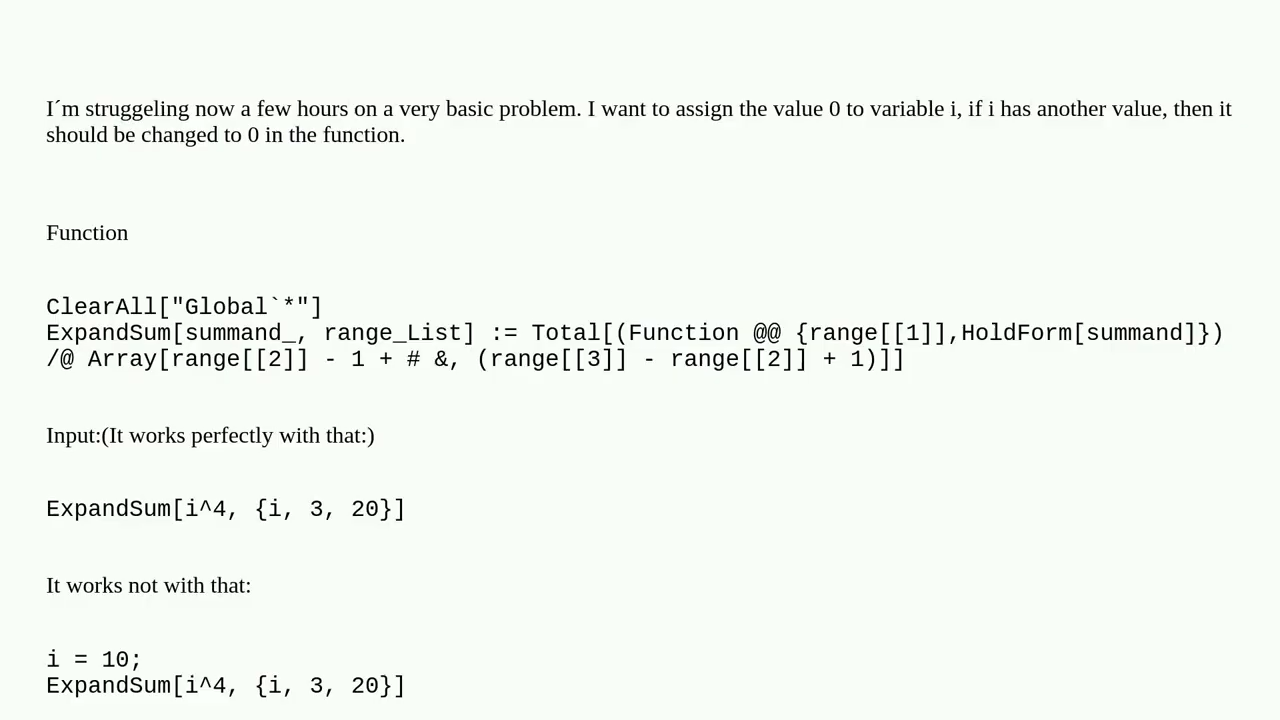 I´m struggeling now a few hours on a very basic problem. I want to assign the value 0 to variable i, if i has another value, then it
should be changed to 0 in the function.
Function
ClearAll["Global`*"]
ExpandSum[summand_, range_List] := Total[(Function @@ {range[[1]],HoldForm[summand]})
/@ Array[range[[2]] - 1 + # &, (range[[3]] - range[[2]] + 1)]]
Input:(It works perfectly with that:)
ExpandSum[i^4, {i, 3, 20}]
It works not with that:
i = 10;
ExpandSum[i^4, {i, 3, 20}]